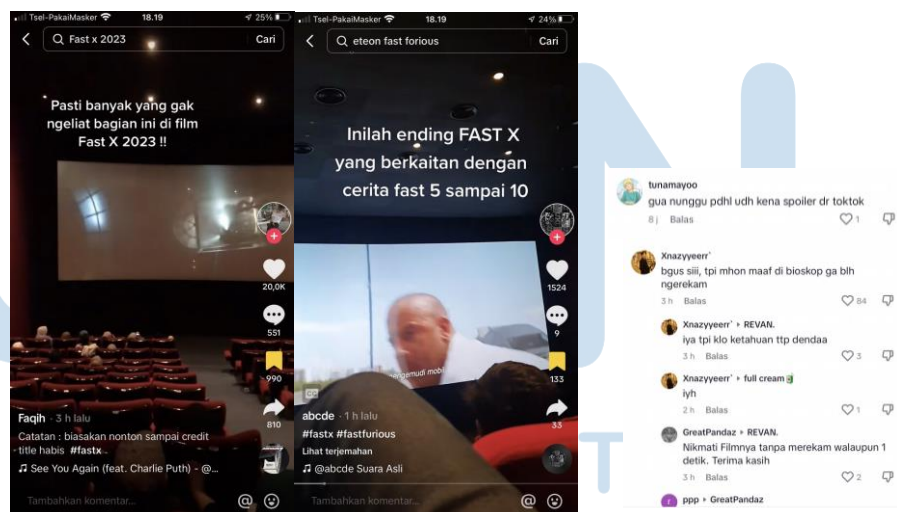 Tsel-PakaiMasker 18.19 25%
Fast x 2023 Cari
Pasti banyak yang gak
ngeliat bagian ini di film
Fast X 2023 !!
20,0K
551
990
810
Faqih · 3 h lalu
Catatan : biasakan nonton sampai credit
title habis #fastx
See You Again (feat. Charlie Puth) - @...
Tambahkan komentar...
Tsel-PakaiMasker 18.19 24%
eteon fast forious Cari
Inilah ending FAST X
yang berkaitan dengan
cerita fast 5 sampai 10
1524
9
mengemudi mobil
133
33
abcde · 1 h lalu
#fastx #fastfurious
Lihat terjemahan
@abcde Suara Asli
Tambahkan komentar...
tunamayoo
gua nunggu pdhl udh kena spoiler dr toktok
8 j Balas 1
Xnazyyeerr´
bgus siii, tpi mhon maaf di bioskop ga blh
ngerekam
3 h Balas 84
Xnazyyeerr´ ▸ REVAN.
iya tpi klo ketahuan ttp dendaa
3 h Balas 3
Xnazyyeerr´ ▸ full cream
iyh
2 h Balas 1
GreatPandaz ▸ REVAN.
Nikmati Filmnya tanpa merekam walaupun 1
detik. Terima kasih
3 h Balas 2
ppp ▸ GreatPandaz